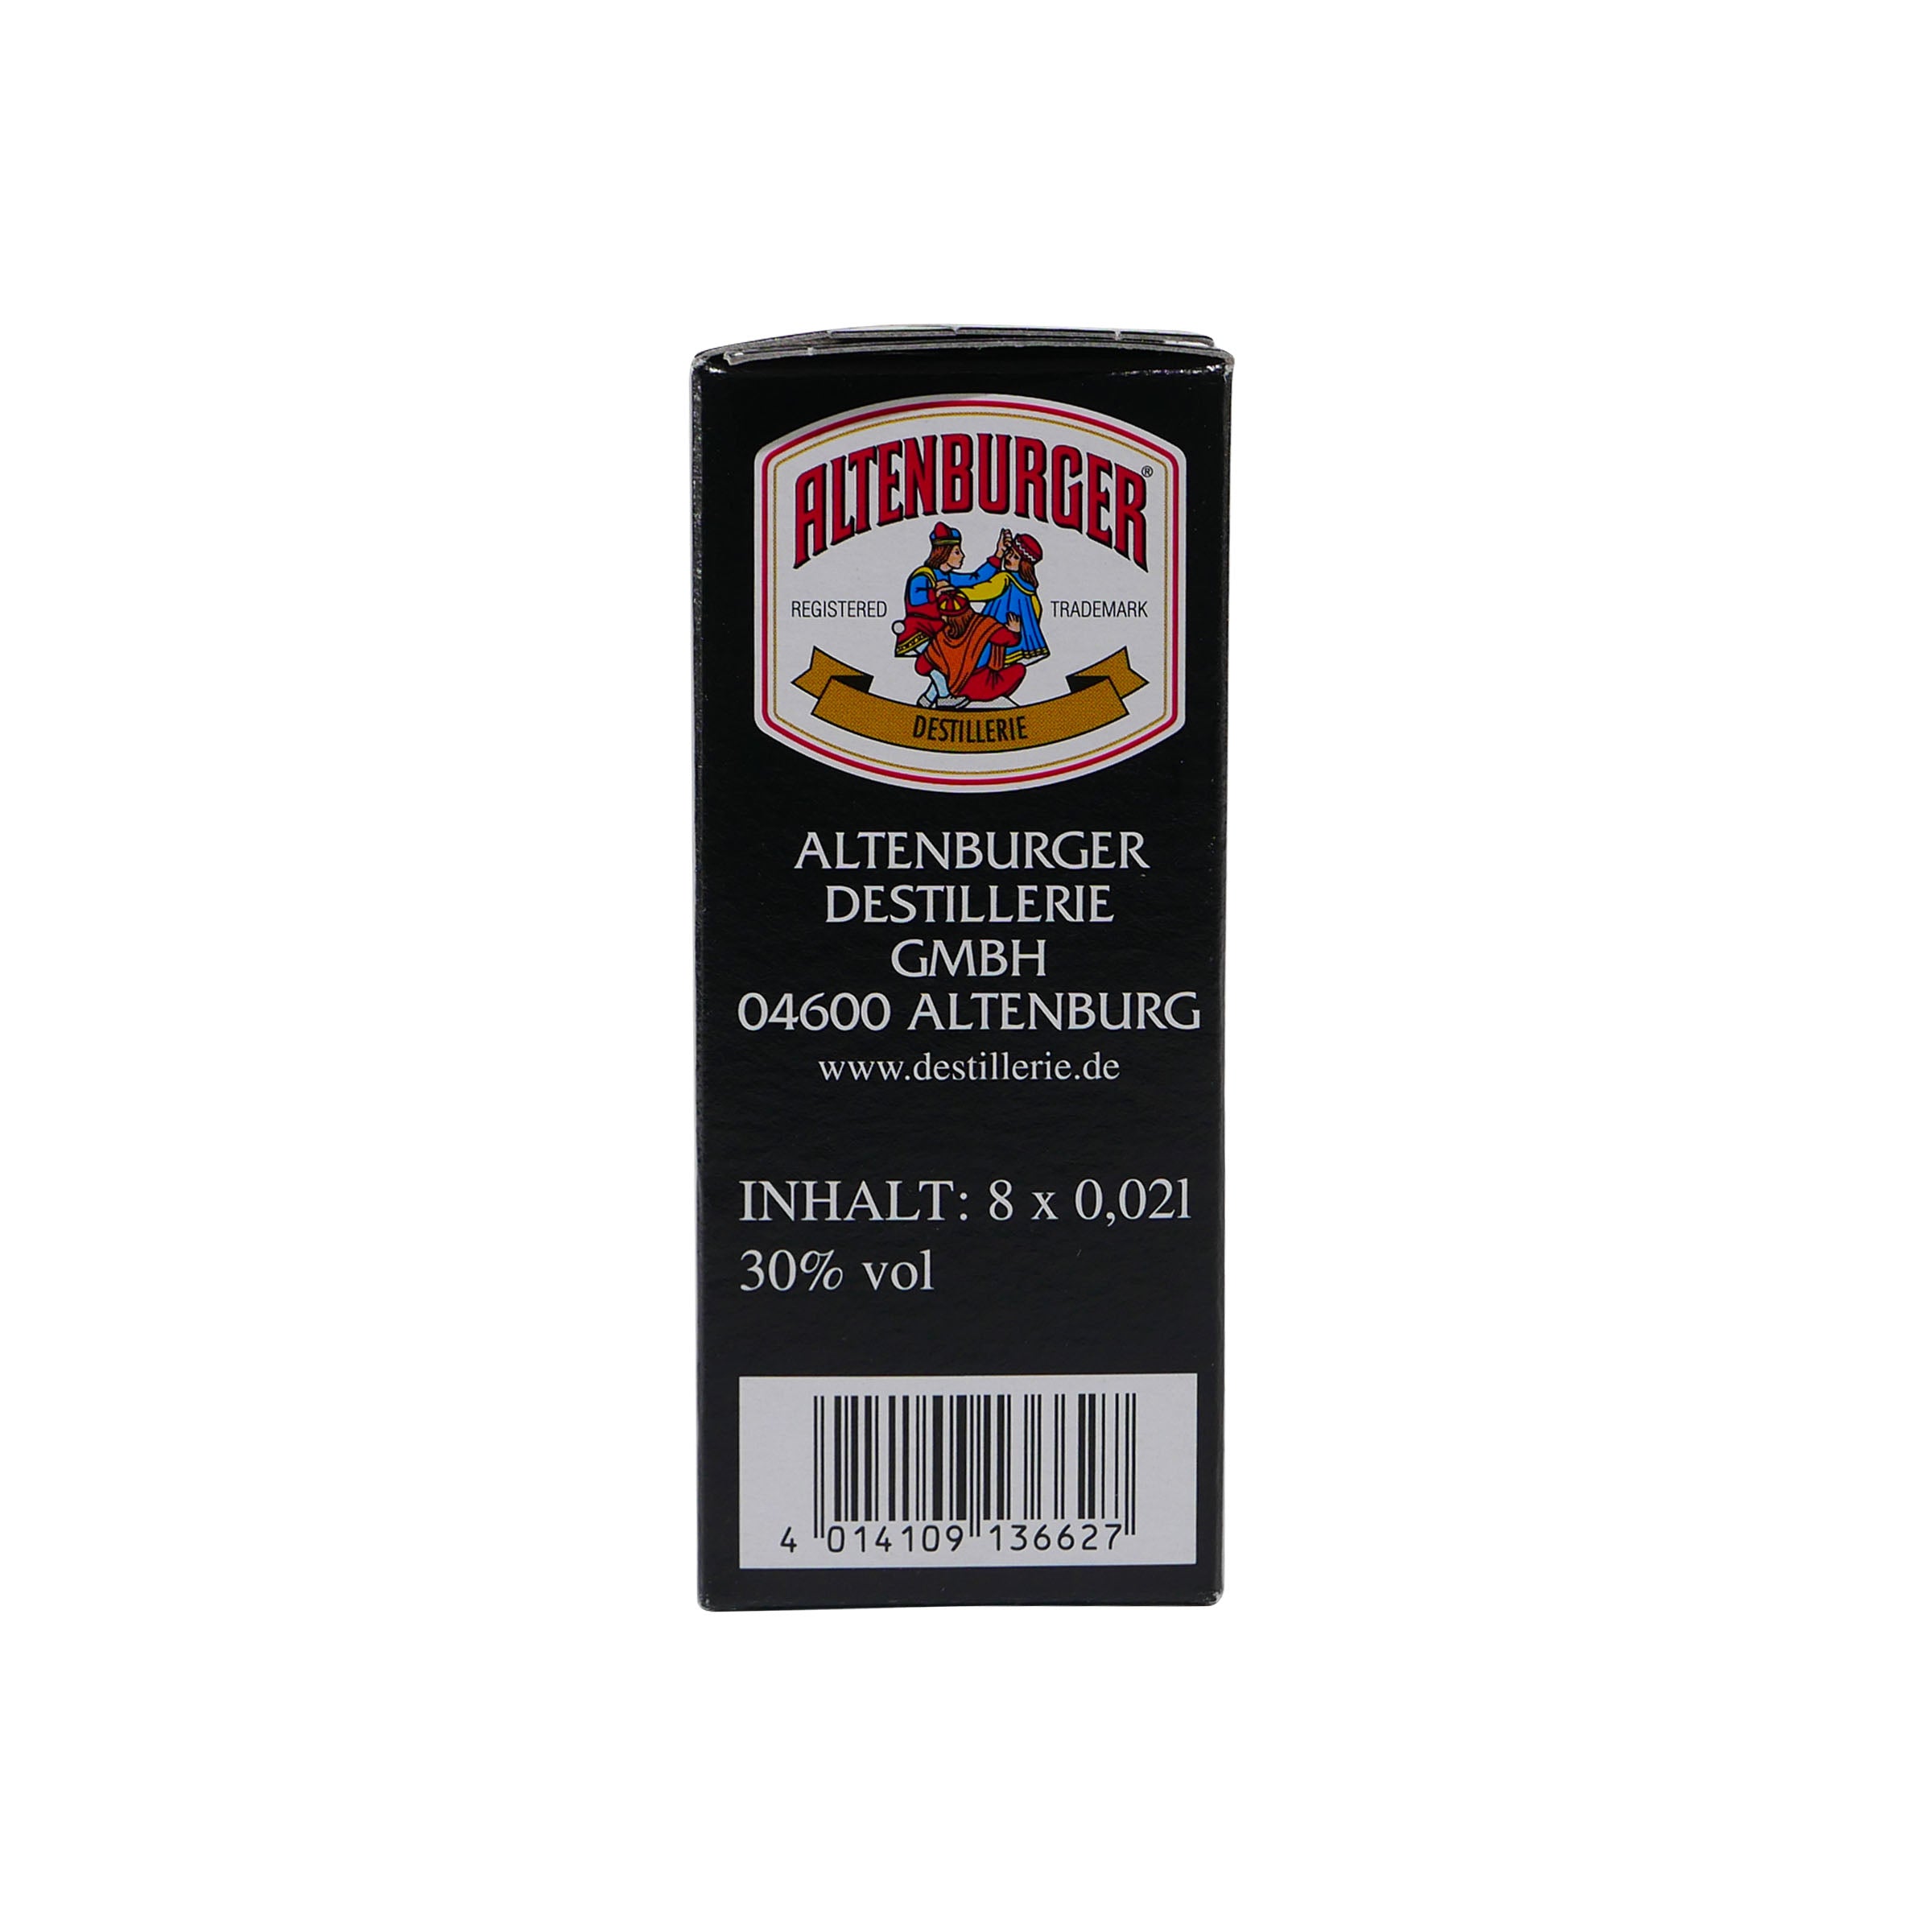 ALTENBURGER®
REGISTERED TRADEMARK
DESTILLERIE
ALTENBURGER
DESTILLERIE
GMBH
04600 ALTENBURG
www.destillerie.de
INHALT: 8 x 0,02l
30% vol
4 014109 136627